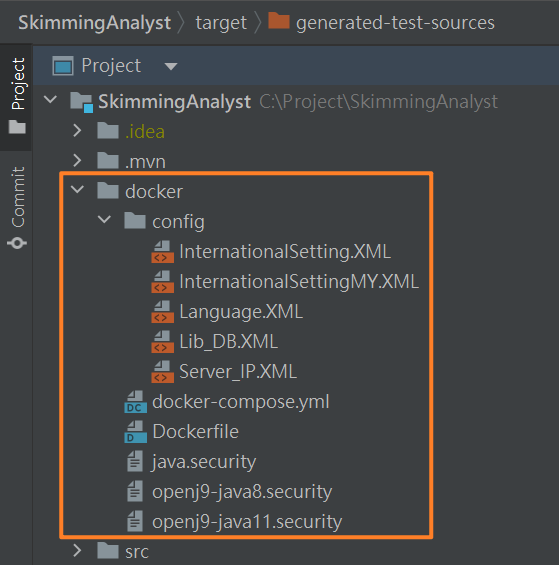 SkimmingAnalyst target generated-test-sources
Project
Project
SkimmingAnalyst C:\Project\SkimmingAnalyst
.idea
.mvn
Commit
docker
config
InternationalSetting.XML
InternationalSettingMY.XML
Language.XML
Lib_DB.XML
Server_IP.XML
docker-compose.yml
Dockerfile
java.security
openj9-java8.security
openj9-java11.security
src